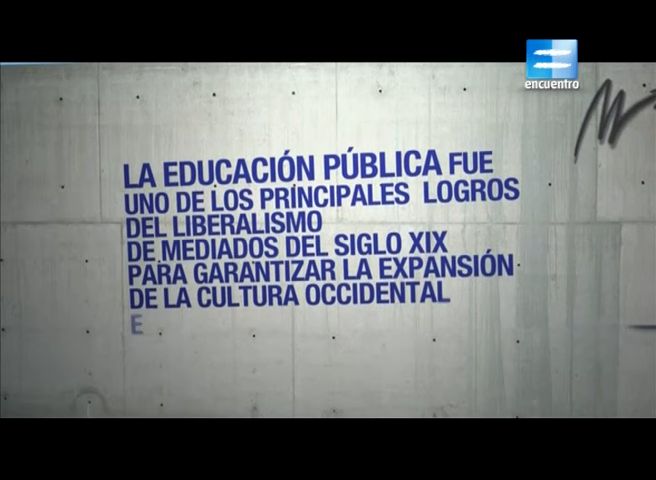 encuentro
LA EDUCACIÓN PÚBLICA FUE
UNO DE LOS PRINCIPALES LOGROS
DEL LIBERALISMO
DE MEDIADOS DEL SIGLO XIX
PARA GARANTIZAR LA EXPANSIÓN
DE LA CULTURA OCCIDENTAL
E